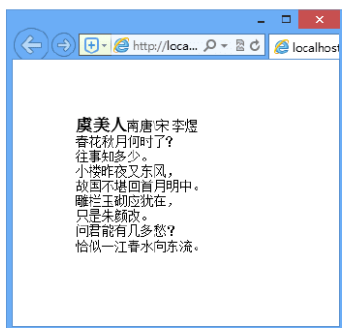 http://loca...
localhost
虞美人南唐\宋 李煜
春花秋月何时了?
往事知多少。
小楼昨夜又东风,
故国不堪回首月明中。
雕栏玉砌应犹在,
只是朱颜改。
问君能有几多愁?
恰似一江春水向东流。